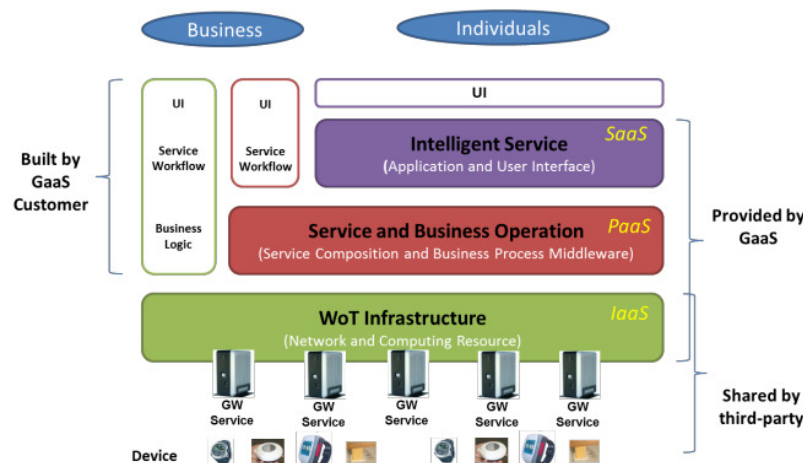 Business
Individuals
UI
UI
UI
Service
Workflow
Service
Workflow
Business
Logic
Built by
GaaS
Customer
SaaS
Intelligent Service
(Application and User Interface)
PaaS
Service and Business Operation
(Service Composition and Business Process Middleware)
Provided by
GaaS
IaaS
WoT Infrastructure
(Network and Computing Resource)
GW
Service
GW
Service
GW
Service
GW
Service
GW
Service
Shared by
third-party
Device